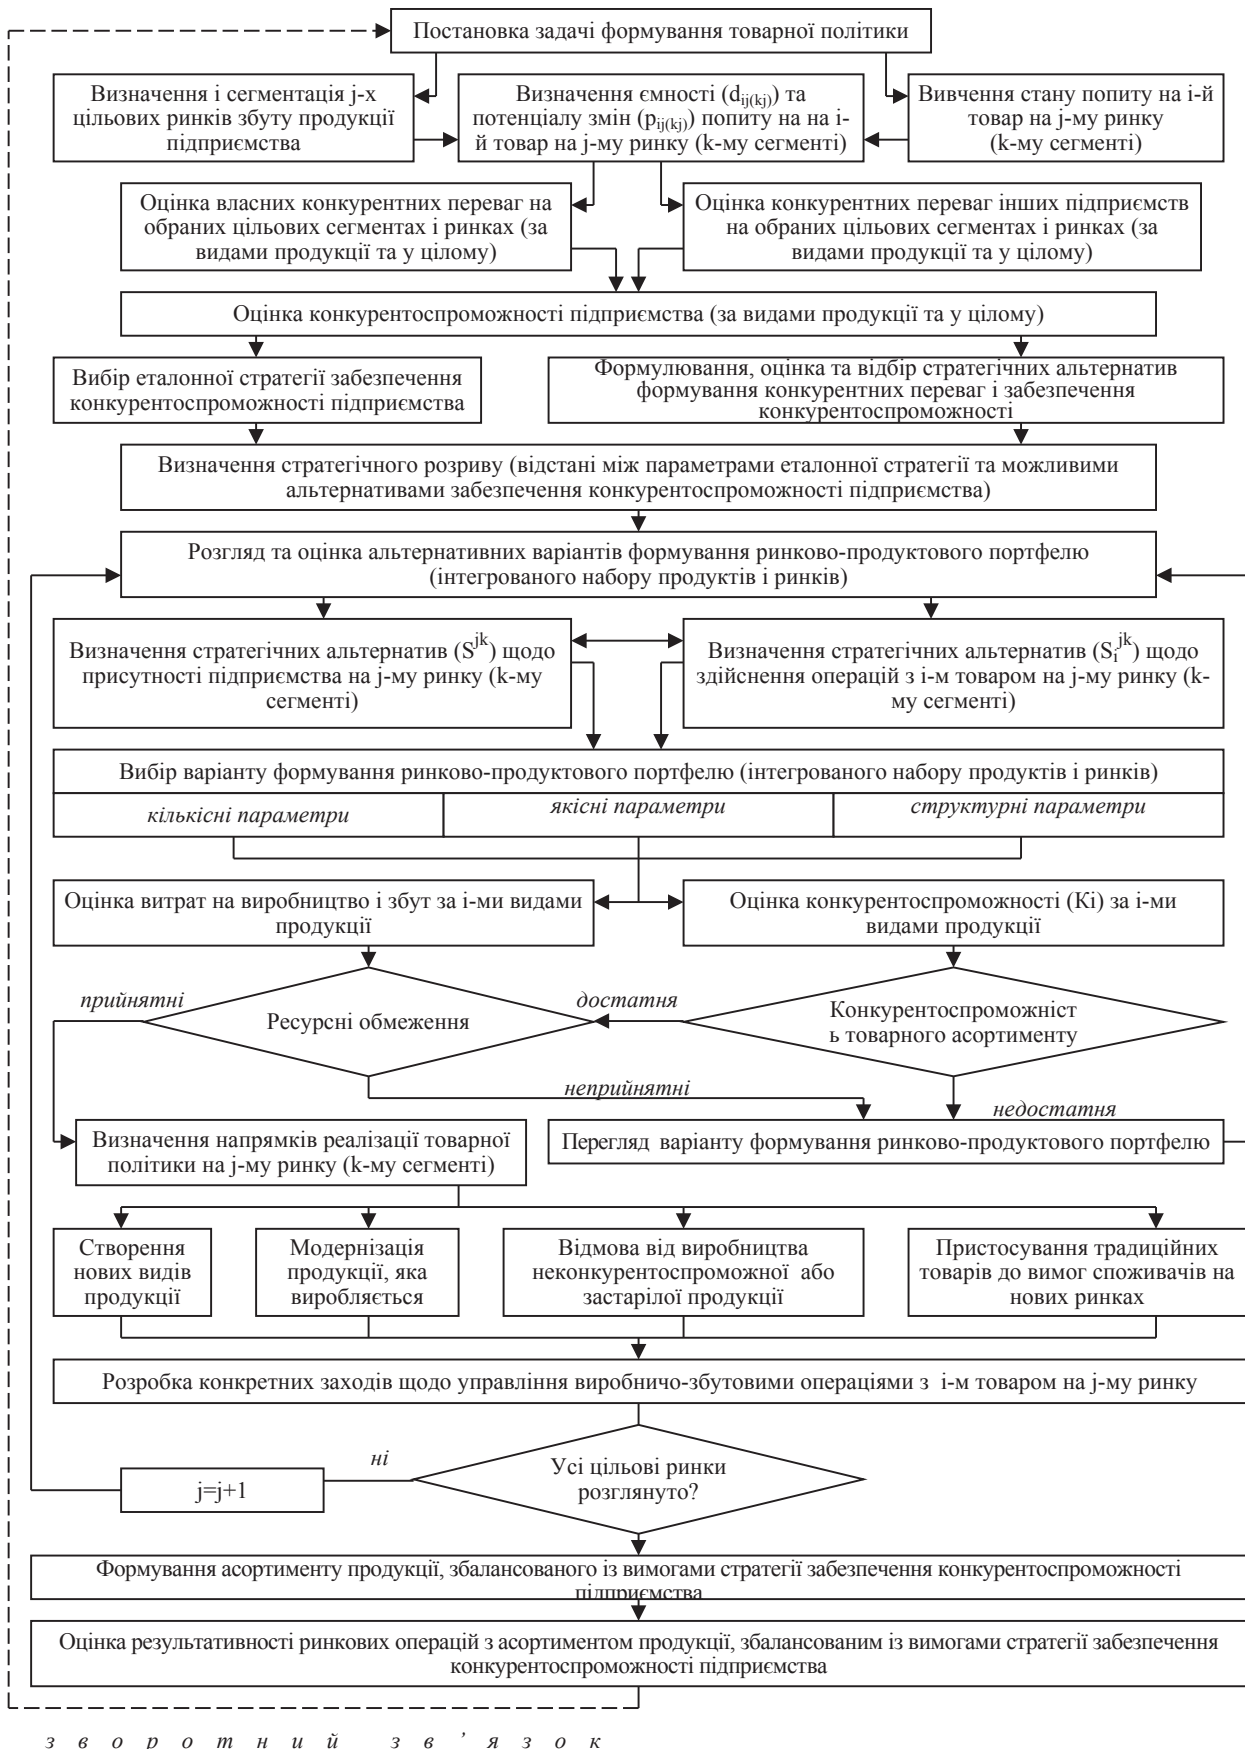 Постановка задачі формування товарної політики
Визначення і сегментація j-х
цільових ринків збуту продукції
підприємства
Визначення ємності (d_ij(kj)) та
потенціалу змін (p_ij(kj)) попиту на на і-
й товар на j-му ринку (k-му сегменті)
Вивчення стану попиту на і-й
товар на j-му ринку
(k-му сегменті)
Оцінка власних конкурентних переваг на
обраних цільових сегментах і ринках (за
видами продукції та у цілому)
Оцінка конкурентних переваг інших підприємств
на обраних цільових сегментах і ринках (за
видами продукції та у цілому)
Оцінка конкурентоспроможності підприємства (за видами продукції та у цілому)
Вибір еталонної стратегії забезпечення
конкурентоспроможності підприємства
Формулювання, оцінка та відбір стратегічних альтернатив
формування конкурентних переваг і забезпечення
конкурентоспроможності
Визначення стратегічного розриву (відстані між параметрами еталонної стратегії та можливими
альтернативами забезпечення конкурентоспроможності підприємства)
Розгляд та оцінка альтернативних варіантів формування ринково-продуктового портфелю
(інтегрованого набору продуктів і ринків)
Визначення стратегічних альтернатив (S^jk) щодо
присутності підприємства на j-му ринку (k-му
сегменті)
Визначення стратегічних альтернатив (S_i^jk) щодо
здійснення операцій з і-м товаром на j-му ринку (k-
му сегменті)
Вибір варіанту формування ринково-продуктового портфелю (інтегрованого набору продуктів і ринків)
кількісні параметри
якісні параметри
структурні параметри
Оцінка витрат на виробництво і збут за і-ми видами
продукції
Оцінка конкурентоспроможності (Кі) за і-ми
видами продукції
прийнятні
Ресурсні обмеження
достатня
Конкурентоспроможніст
ь товарного асортименту
неприйнятні
недостатня
Визначення напрямків реалізації товарної
політики на j-му ринку (k-му сегменті)
Перегляд варіанту формування ринково-продуктового портфелю
Створення
нових видів
продукції
Модернізація
продукції, яка
виробляється
Відмова від виробництва
неконкурентоспроможної або
застарілої продукції
Пристосування традиційних
товарів до вимог споживачів на
нових ринках
Розробка конкретних заходів щодо управління виробничо-збутовими операціями з і-м товаром на j-му ринку
ні
Усі цільові ринки
розглянуто?
j=j+1
Формування асортименту продукції, збалансованого із вимогами стратегії забезпечення конкурентоспроможності
підприємства
Оцінка результативності ринкових операцій з асортиментом продукції, збалансованим із вимогами стратегії забезпечення
конкурентоспроможності підприємства
з в о р о т н и й з в ' я з о к